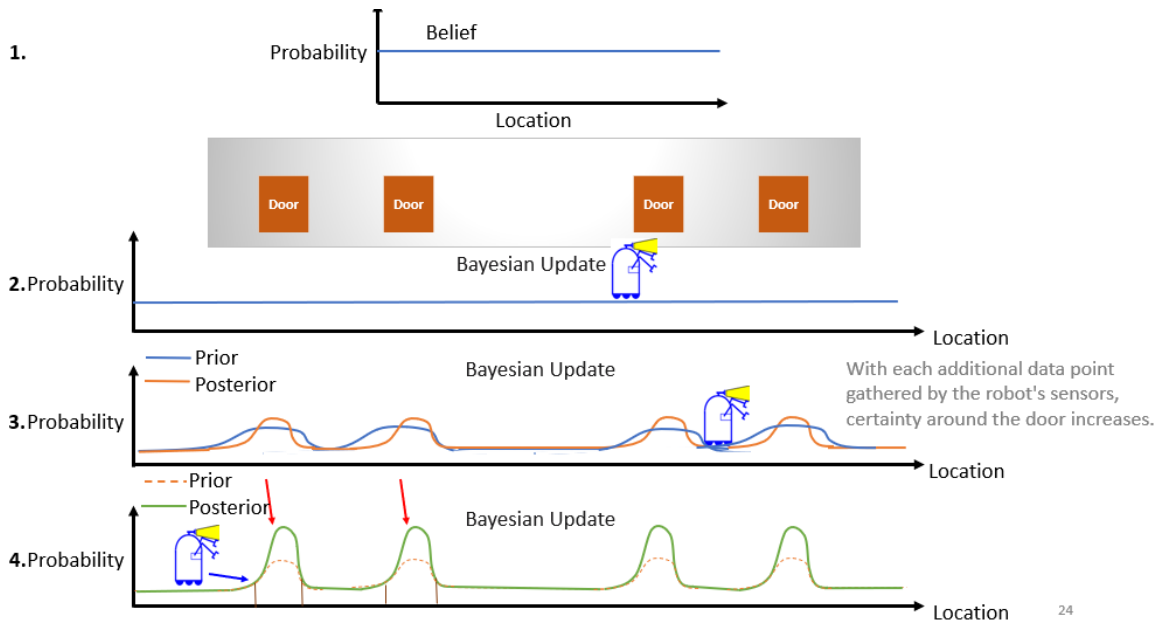 1.
Probability
Belief
Location
Door
Door
Door
Door
Bayesian Update
2.Probability
Location
Prior
Posterior
Bayesian Update
With each additional data point
gathered by the robot's sensors,
certainty around the door increases.
3.Probability
Location
Prior
Posterior
Bayesian Update
4.Probability
Location
24